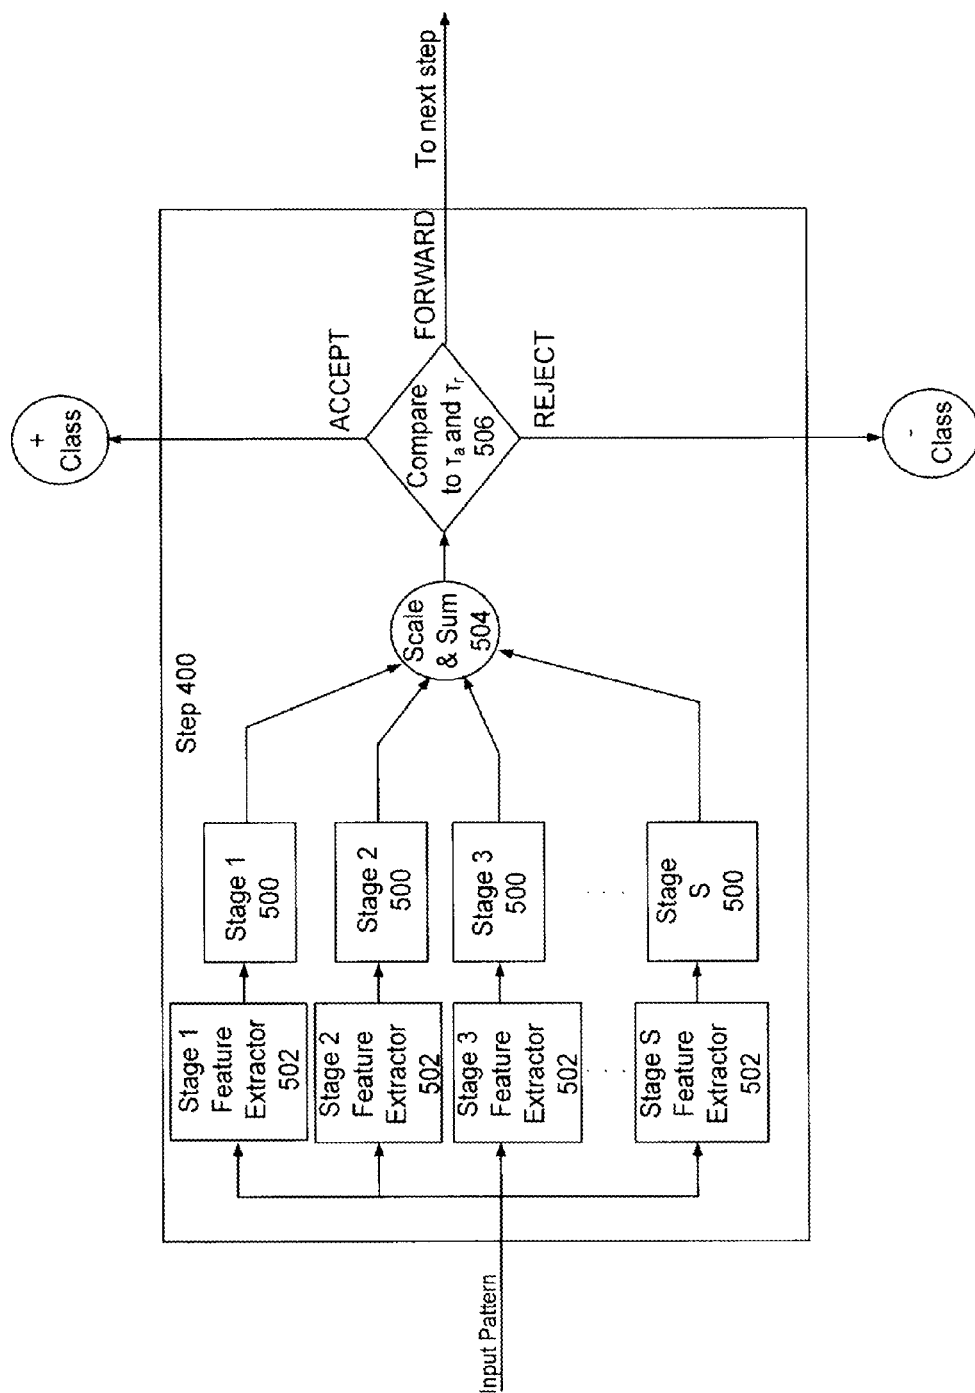 Input Pattern
Step 400
Stage 1
Feature
Extractor
502
Stage 2
Feature
Extractor
502
Stage 3
Feature
Extractor
502
. . . . .
Stage S
Feature
Extractor
502
Stage 1
500
Stage 2
500
Stage 3
500
. . . . .
Stage
S
500
Scale
& Sum
504
Compare
to τa and τr
506
ACCEPT
FORWARD
REJECT
To next step
+
Class
-
Class